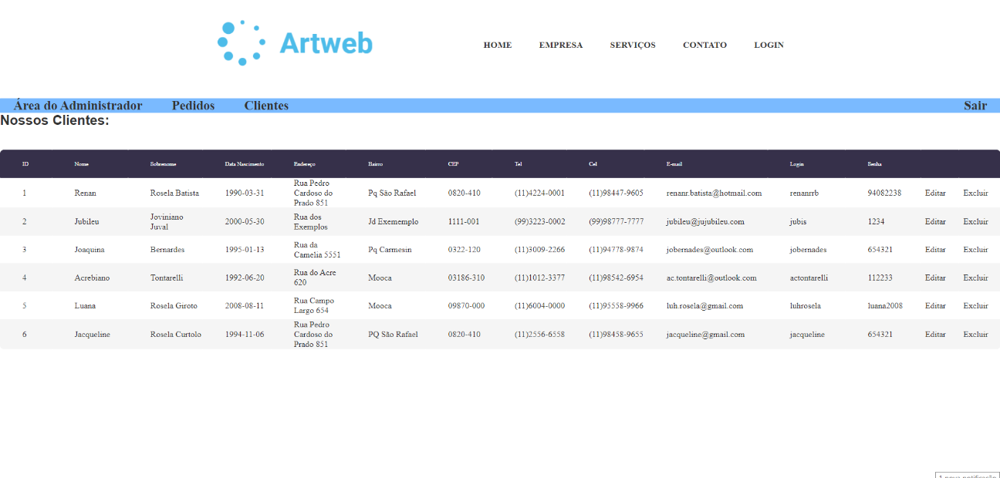 Artweb
HOME EMPRESA SERVIÇOS CONTATO LOGIN
Área do Administrador Pedidos Clientes Sair
Nossos Clientes:
ID Nome Sobrenome Data Nascimento Endereço Bairro CEP Tel Cel E-mail Login Senha
1 Renan Rosela Batista 1990-03-31 Rua Pedro Cardoso do Prado 851 Pq São Rafael 0820-410 (11)4224-0001 (11)98447-9605 renanr.batista@hotmail.com renanrrb 94082238 Editar Excluir
2 Jubileu Joviniano Juval 2000-05-30 Rua dos Exemplos Jd Exememplo 1111-001 (99)3223-0002 (99)98777-7777 jubileu@jujubileu.com jubis 1234 Editar Excluir
3 Joaquina Bernardes 1995-01-13 Rua da Camelia 5551 Pq Carmesin 0322-120 (11)3009-2266 (11)94778-9874 jobernades@outlook.com jobernades 654321 Editar Excluir
4 Acrebiano Tontarelli 1992-06-20 Rua do Acre 620 Mooca 03186-310 (11)1012-3377 (11)98542-6954 ac.tontarelli@outlook.com actontarelli 112233 Editar Excluir
5 Luana Rosela Giroto 2008-08-11 Rua Campo Largo 654 Mooca 09870-000 (11)6004-0000 (11)95558-9966 luh.rosela@gmail.com luhrosela luana2008 Editar Excluir
6 Jacqueline Rosela Curtolo 1994-11-06 Rua Pedro Cardoso do Prado 851 PQ São Rafael 0820-410 (11)2556-6558 (11)98458-9655 jacqueline@gmail.com jacqueline 654321 Editar Excluir
1 nova notificação